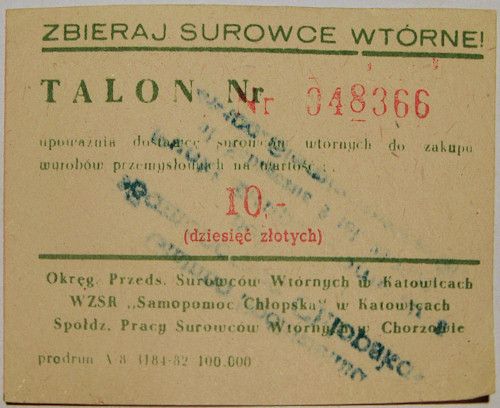 ZBIERAJ SUROWCE WTÓRNE!
TALON Nr
Nr 048366
upoważnia dostawcę surowców wtórnych do zakupu
wyrobów przemysłowych na wartość:
10.-
(dziesięć złotych)
Okręg. Przeds. Surowców Wtórnych w Katowicach
WZSR „Samopomoc Chłopska" w Katowicach
Spółdz. Pracy Surowców Wtórnych w Chorzowie
prodrun A-8 3184-82 100.000